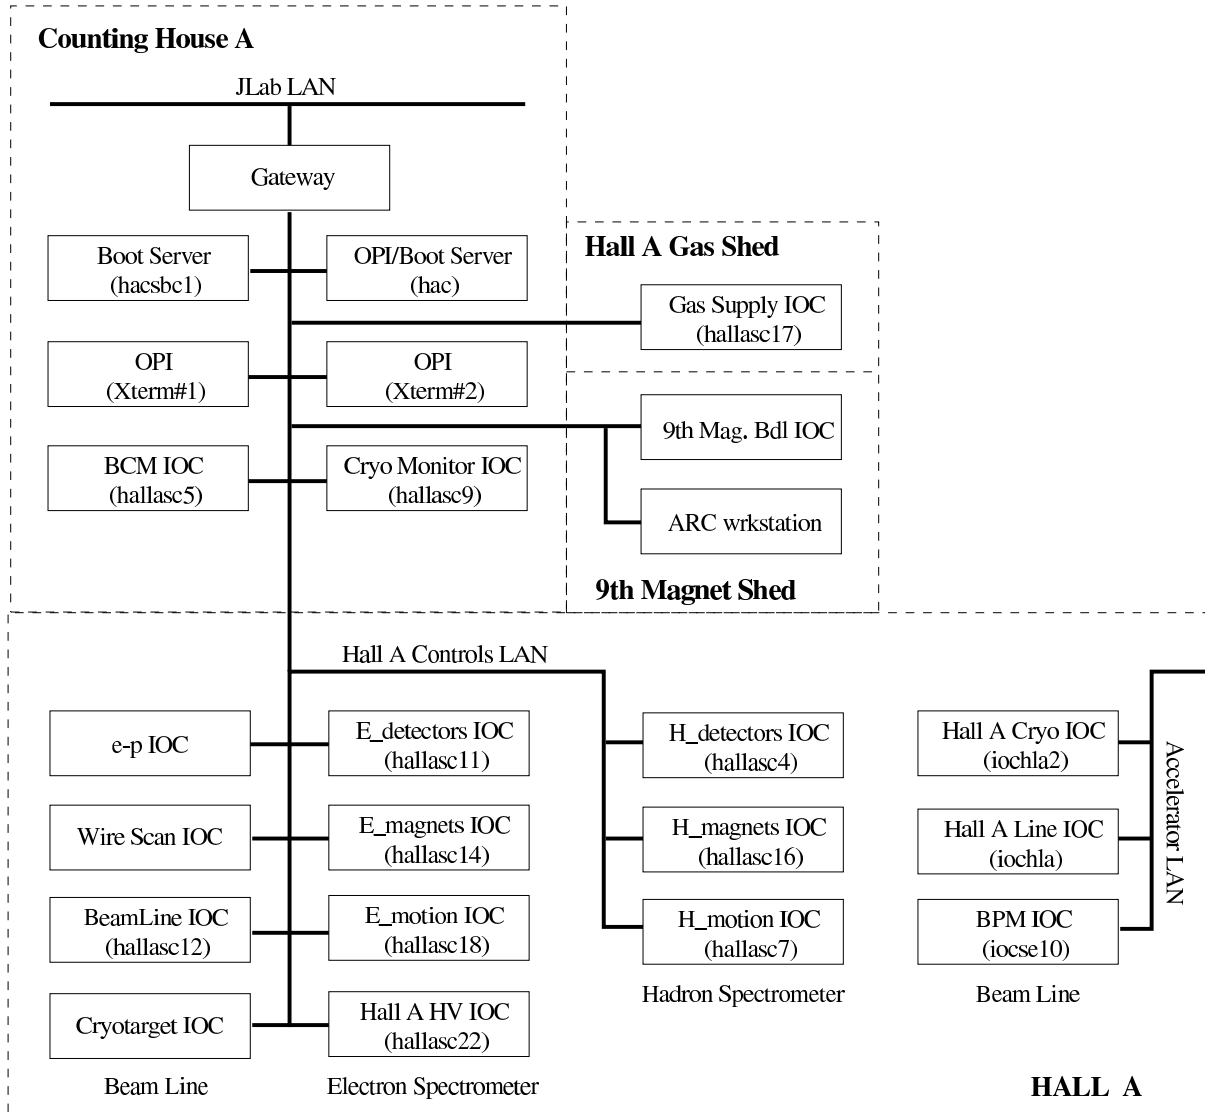 Counting House A
JLab LAN
Gateway
Boot Server
(hacsbc1)
OPI/Boot Server
(hac)
Hall A Gas Shed
Gas Supply IOC
(hallasc17)
OPI
(Xterm#1)
OPI
(Xterm#2)
9th Mag. Bdl IOC
BCM IOC
(hallasc5)
Cryo Monitor IOC
(hallasc9)
ARC wrkstation
9th Magnet Shed
Hall A Controls LAN
e-p IOC
E_detectors IOC
(hallasc11)
H_detectors IOC
(hallasc4)
Hall A Cryo IOC
(iochla2)
Accelerator LAN
Wire Scan IOC
E_magnets IOC
(hallasc14)
H_magnets IOC
(hallasc16)
Hall A Line IOC
(iochla)
BeamLine IOC
(hallasc12)
E_motion IOC
(hallasc18)
H_motion IOC
(hallasc7)
BPM IOC
(iocse10)
Hadron Spectrometer
Beam Line
Cryotarget IOC
Hall A HV IOC
(hallasc22)
Beam Line
Electron Spectrometer
HALL A